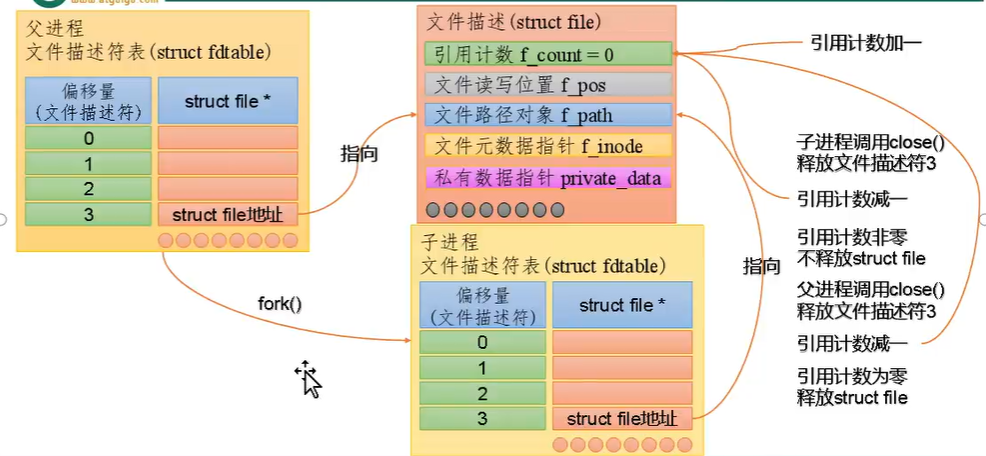 父进程
文件描述符表(struct fdtable)
偏移量
(文件描述符)
struct file *
0
1
2
3
struct file地址
指向
fork()
文件描述(struct file)
引用计数 f_count = 0
文件读写位置 f_pos
文件路径对象 f_path
文件元数据指针 f_inode
私有数据指针 private_data
子进程
文件描述符表(struct fdtable)
偏移量
(文件描述符)
struct file *
0
1
2
3
struct file地址
指向
引用计数加一
子进程调用close()
释放文件描述符3
引用计数减一
引用计数非零
不释放struct file
父进程调用close()
释放文件描述符3
引用计数减一
引用计数为零
释放struct file